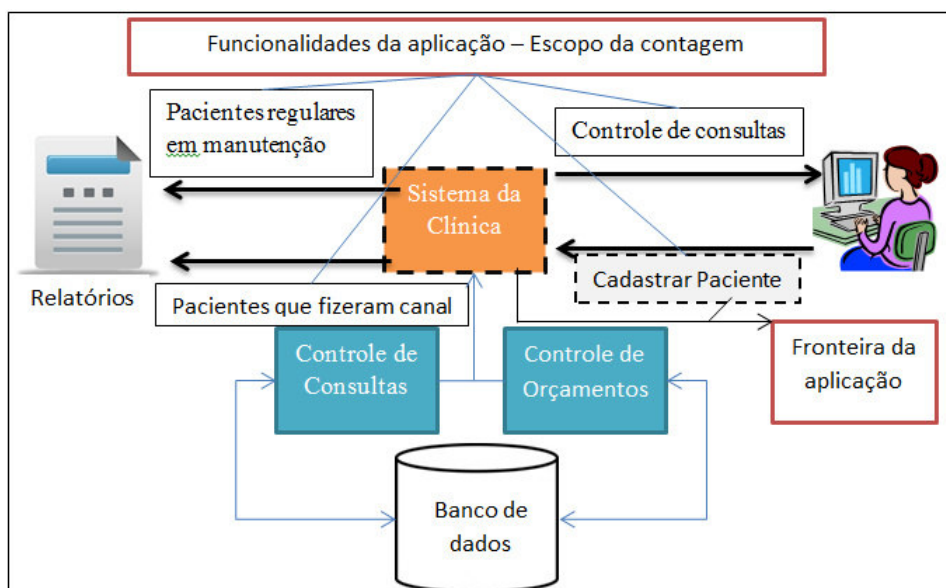 Funcionalidades da aplicação – Escopo da contagem
Pacientes regulares
em manutenção
Controle de consultas
Sistema da
Clínica
Cadastrar Paciente
Relatórios
Pacientes que fizeram canal
Controle de
Consultas
Controle de
Orçamentos
Fronteira da
aplicação
Banco de
dados